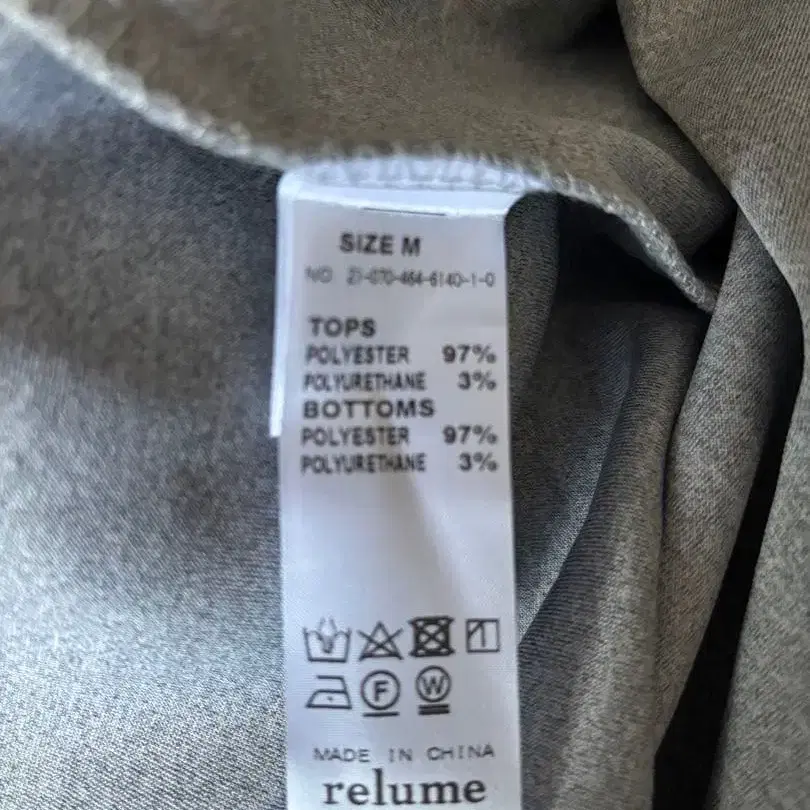 SIZE M
NO 21-070-464-6140-1-0
TOPS
POLYESTER 97%
POLYURETHANE 3%
BOTTOMS
POLYESTER 97%
POLYURETHANE 3%
F W
MADE IN CHINA
relume